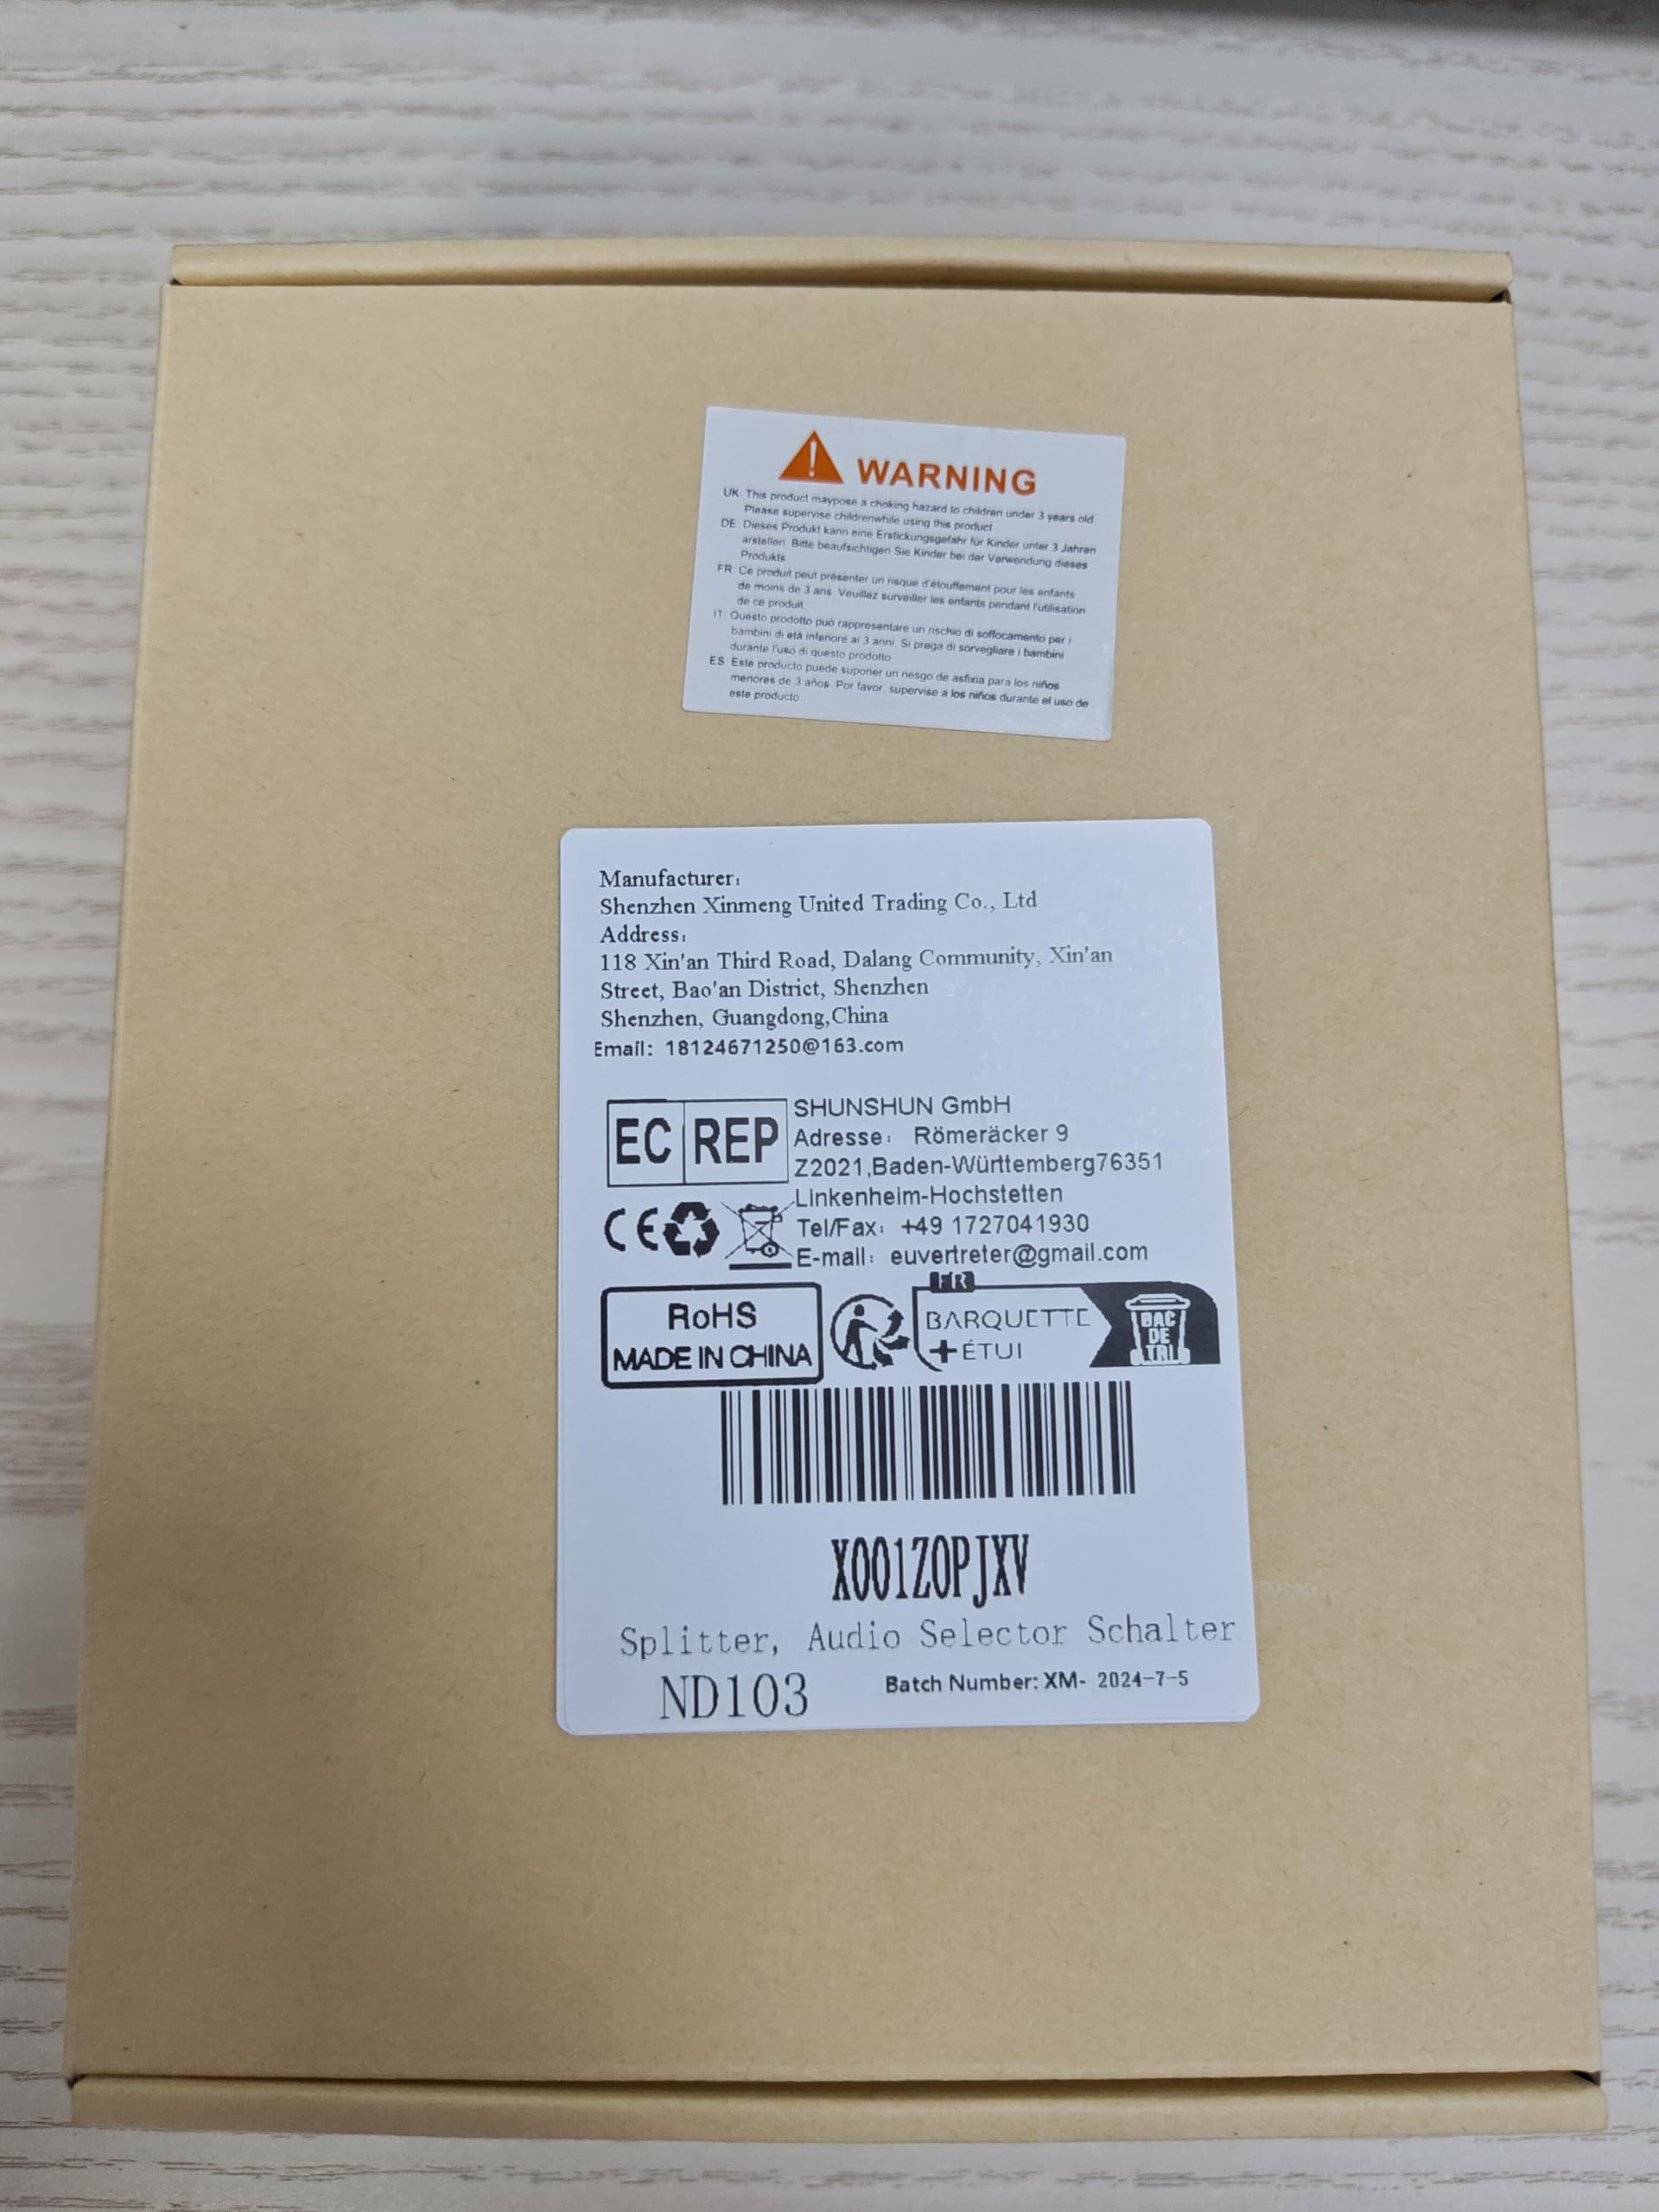 WARNING
UK This product maypose a choking hazard to children under 3 years old.
Please supervise childrenwhile using this product
DE Dieses Produkt kann eine Erstickungsgefahr für Kinder unter 3 Jahren
arstellen. Bitte beaufsichtigen Sie Kinder bei der Verwendung dieses
Produkts.
FR Ce produit peut présenter un risque d'étouffement pour les enfants
de moins de 3 ans. Veuillez surveiller les enfants pendant l'utilisation
de ce produit.
IT Questo prodotto può rappresentare un rischio di soffocamento per i
bambini di età inferiore ai 3 anni. Si prega di sorvegliare i bambini
durante l'uso di questo prodotto
ES Este producto puede suponer un riesgo de asfixia para los niños
menores de 3 años. Por favor, supervise a los niños durante el uso de
este producto.
Manufacturer:
Shenzhen Xinmeng United Trading Co., Ltd
Address:
118 Xin'an Third Road, Dalang Community, Xin'an
Street, Bao'an District, Shenzhen
Shenzhen, Guangdong,China
Email: 18124671250@163.com
EC REP
SHUNSHUN GmbH
Adresse: Römeräcker 9
Z2021,Baden-Württemberg76351
Linkenheim-Hochstetten
Tel/Fax: +49 1727041930
E-mail: euvertreter@gmail.com
CE
RoHS
MADE IN CHINA
FR
BARQUETTE
+ÉTUI
BAC
DE
TRI
X001Z0PJXV
Splitter, Audio Selector Schalter
ND103
Batch Number: XM- 2024-7-5